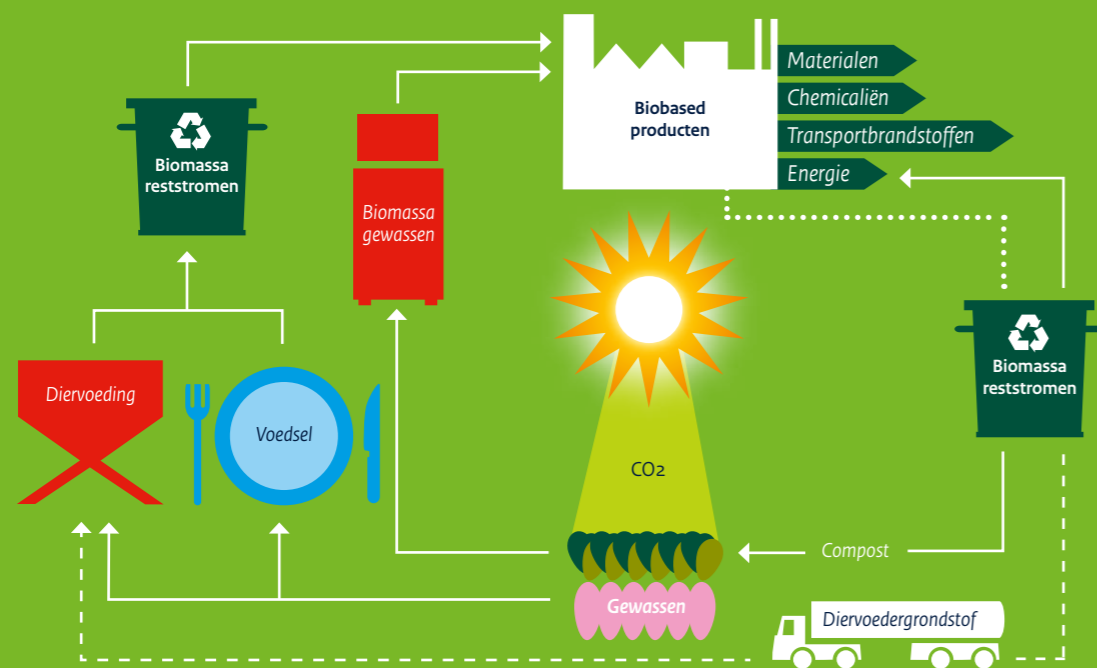 Materialen
Chemicaliën
Transportbrandstoffen
Energie
Biobased
producten
Biomassa
reststromen
Biomassa
gewassen
Biomassa
reststromen
Diervoeding
Voedsel
CO2
Compost
Gewassen
Diervoedergrondstof